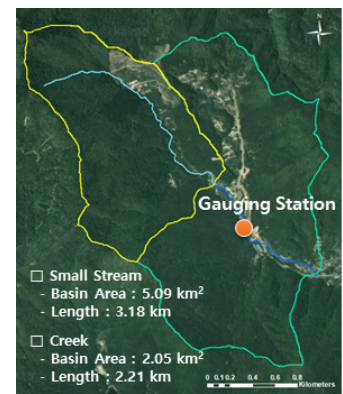 N
Gauging Station
□ Small Stream
- Basin Area : 5.09 km²
- Length : 3.18 km
□ Creek
- Basin Area : 2.05 km²
- Length : 2.21 km
0 0.1 0.2 0.4 0.6 0.8
Kilometers